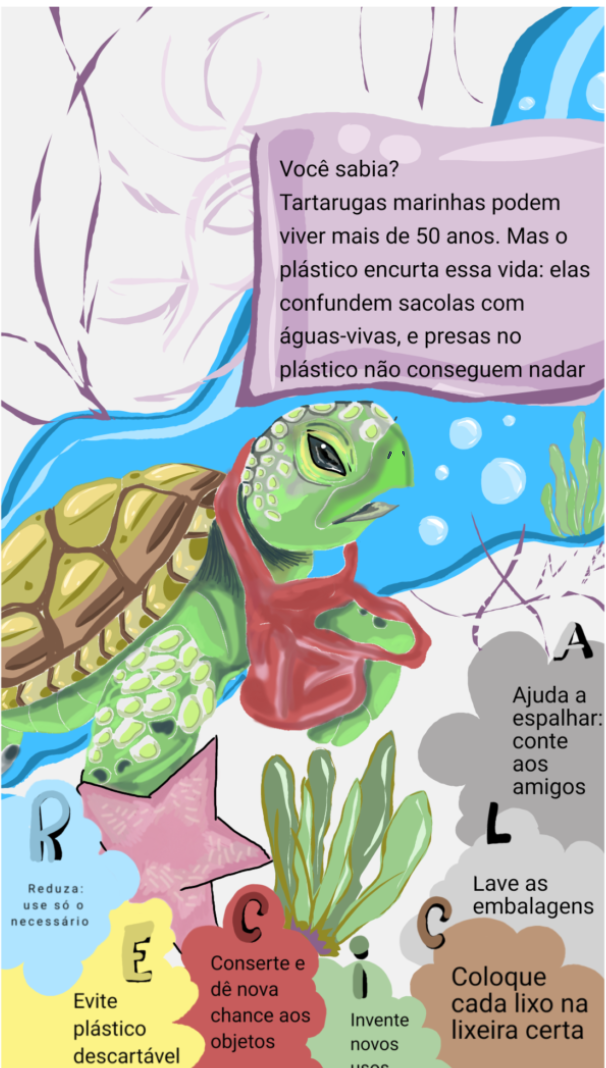 Você sabia?
Tartarugas marinhas podem
viver mais de 50 anos. Mas o
plástico encurta essa vida: elas
confundem sacolas com
águas-vivas, e presas no
plástico não conseguem nadar
R
Reduza:
use só o
necessário
E
Evite
plástico
descartável
C
Conserte e
dê nova
chance aos
objetos
i
Invente
novos
usos
C
Coloque
cada lixo na
lixeira certa
L
Lave as
embalagens
A
Ajuda a
espalhar:
conte
aos
amigos